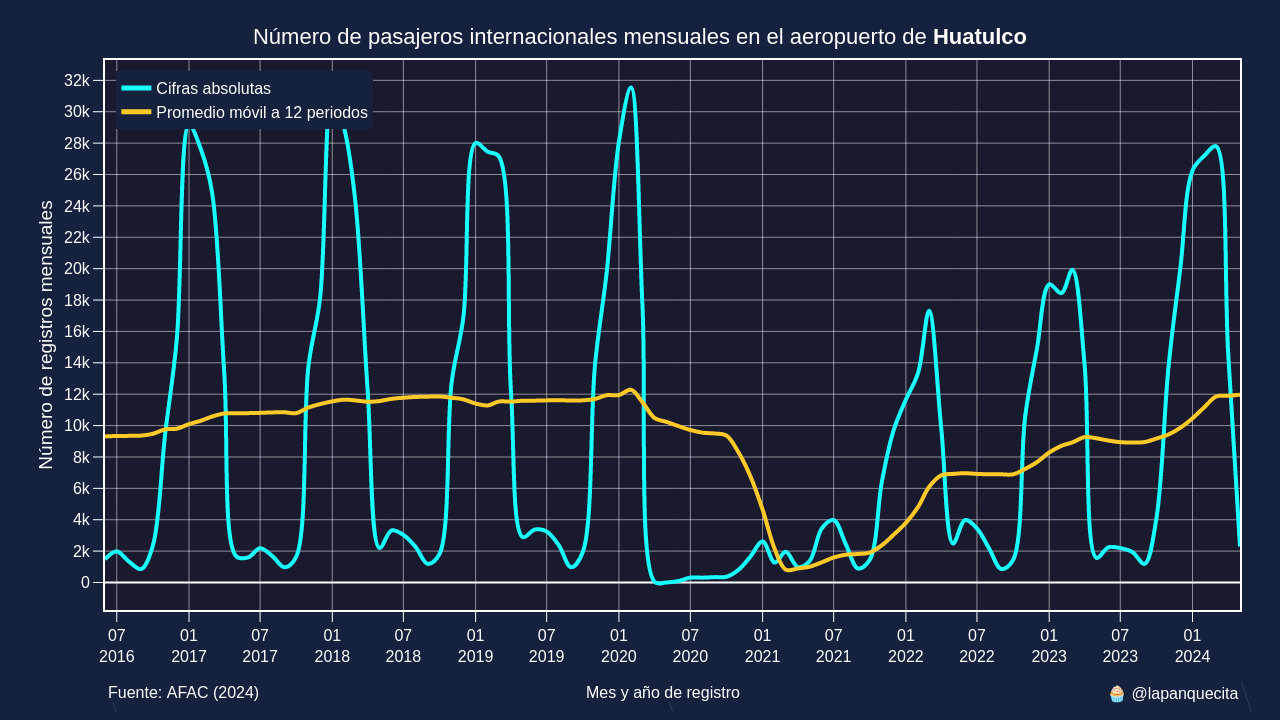 Número de pasajeros internacionales mensuales en el aeropuerto de Huatulco
Cifras absolutas
Promedio móvil a 12 periodos
Número de registros mensuales
32k
30k
28k
26k
24k
22k
20k
18k
16k
14k
12k
10k
8k
6k
4k
2k
0
07 01 07 01 07 01 07 01 07 01 07 01 07 01 07 01
2016 2017 2017 2018 2018 2019 2019 2020 2020 2021 2021 2022 2022 2023 2023 2024
Fuente: AFAC (2024) Mes y año de registro 🧁 @lapanquecita